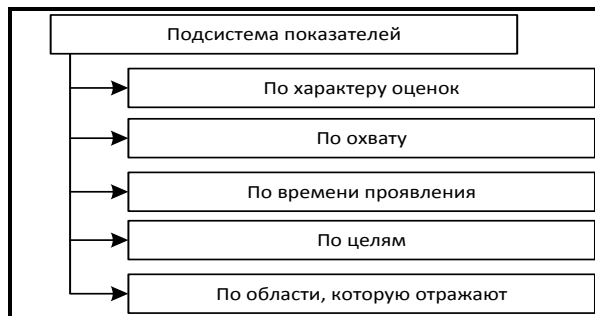 Подсистема показателей
По характеру оценок
По охвату
По времени проявления
По целям
По области, которую отражают